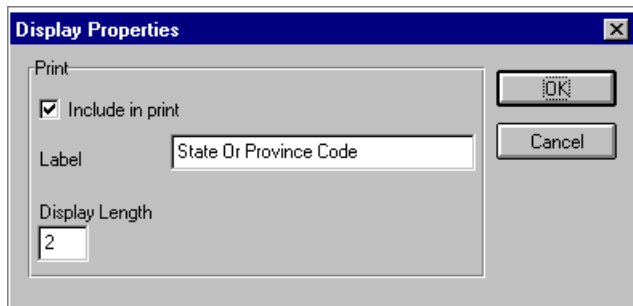 Display Properties
Print
OK
Include in print
Cancel
Label
State Or Province Code
Display Length
2